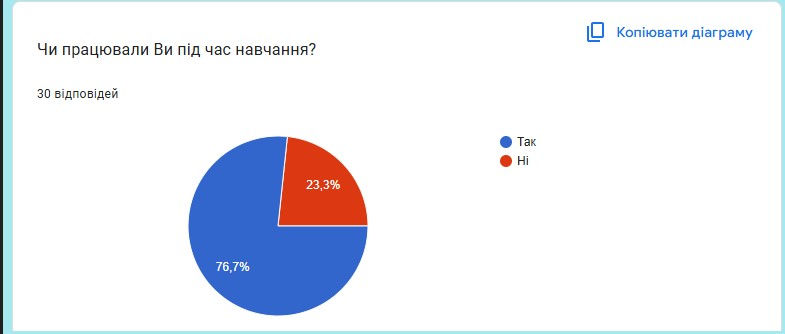 Копіювати діаграму
Чи працювали Ви під час навчання?
30 відповідей
Так
Ні
23,3%
76,7%